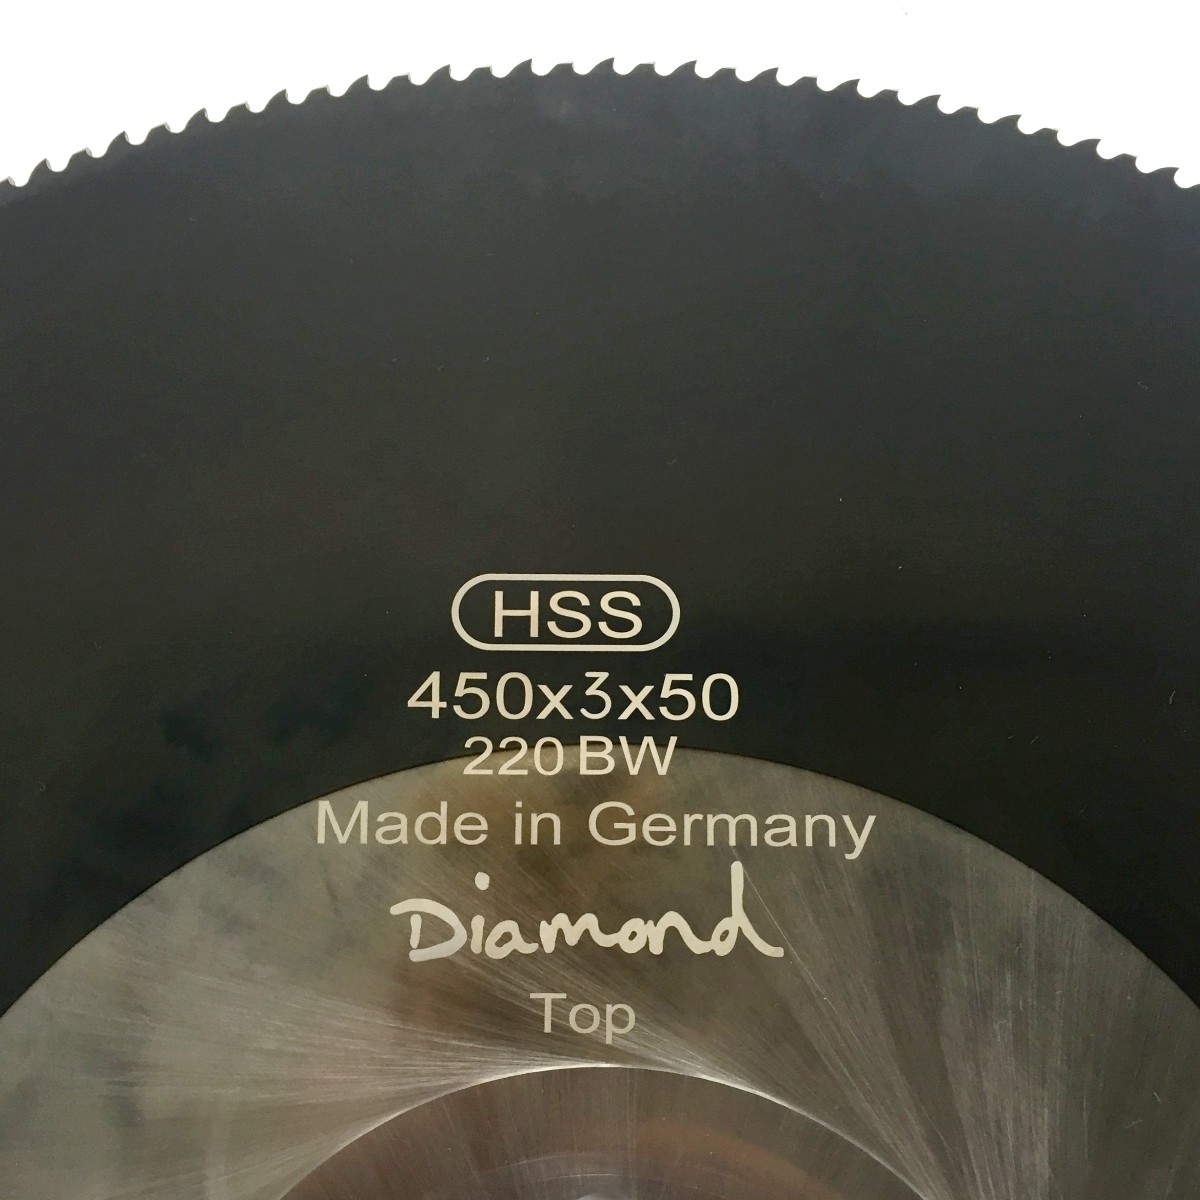 HSS
450x3x50
220 BW
Made in Germany
Diamond
Top